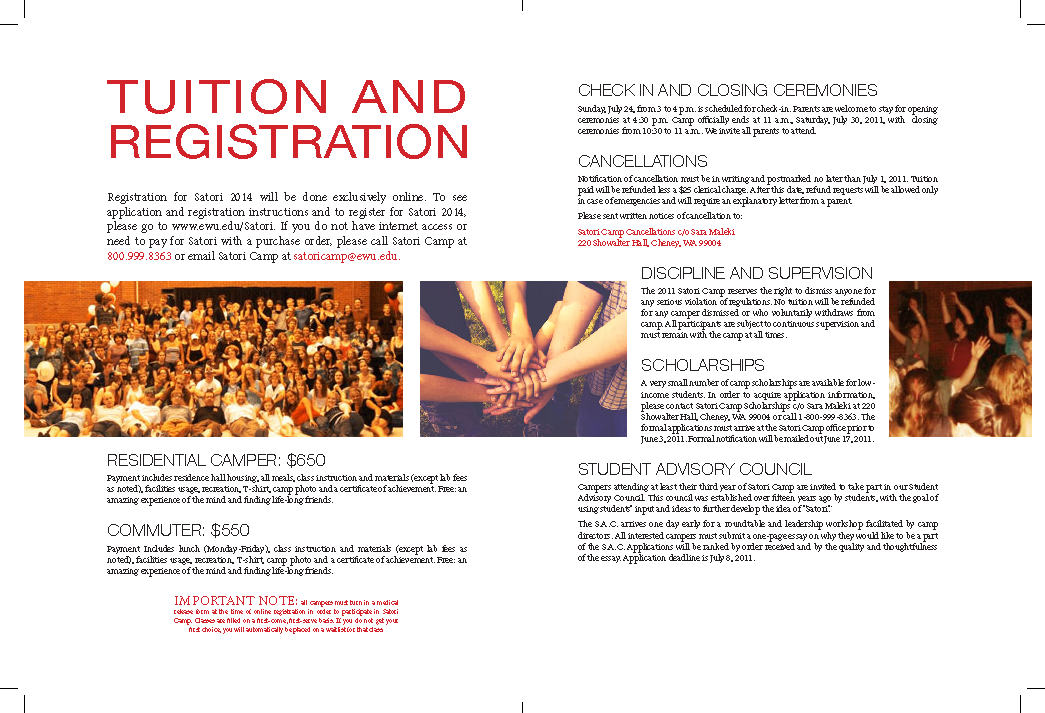 TUITION AND
REGISTRATION
Registration for Satori 2014 will be done exclusively online. To see
application and registration instructions and to register for Satori 2014,
please go to www.ewu.edu/Satori. If you do not have internet access or
need to pay for Satori with a purchase order, please call Satori Camp at
800.999.8363 or email Satori Camp at satoricamp@ewu.edu.
RESIDENTIAL CAMPER: $650
Payment includes residence hall housing, all meals, class instruction and materials (except lab fees
as noted), facilities usage, recreation, T-shirt, camp photo and a certificate of achievement. Free: an
amazing experience of the mind and finding life-long friends.
COMMUTER: $550
Payment Includes lunch (Monday-Friday), class instruction and materials (except lab fees as
noted), facilities usage, recreation, T-shirt, camp photo and a certificate of achievement. Free: an
amazing experience of the mind and finding life-long friends.
IMPORTANT NOTE: all campers must turn in a medical
release form at the time of online registration in order to participate in Satori
Camp. Classes are filled on a first-come, first-serve basis. If you do not get your
first choice, you will automatically be placed on a waitlist for that class.
CHECK IN AND CLOSING CEREMONIES
Sunday, July 24, from 3 to 4 p.m. is scheduled for check-in. Parents are welcome to stay for opening
ceremonies at 4:30 p.m. Camp officially ends at 11 a.m., Saturday, July 30, 2011, with closing
ceremonies from 10:30 to 11 a.m.. We invite all parents to attend.
CANCELLATIONS
Notification of cancellation must be in writing and postmarked no later than July 1, 2011. Tuition
paid will be refunded less a $25 clerical charge. After this date, refund requests will be allowed only
in case of emergencies and will require an explanatory letter from a parent.
Please sent written notices of cancellation to:
Satori Camp Cancellations c/o Sara Maleki
220 Showalter Hall, Cheney, WA 99004
DISCIPLINE AND SUPERVISION
The 2011 Satori Camp reserves the right to dismiss anyone for
any serious violation of regulations. No tuition will be refunded
for any camper dismissed or who voluntarily withdraws from
camp. All participants are subject to continuous supervision and
must remain with the camp at all times.
SCHOLARSHIPS
A very small number of camp scholarships are available for low-
income students. In order to acquire application information,
please contact Satori Camp Scholarships c/o Sara Maleki at 220
Showalter Hall, Cheney, WA 99004 or call 1-800-999-8363. The
formal applications must arrive at the Satori Camp office prior to
June 3, 2011. Formal notification will be mailed out June 17, 2011.
STUDENT ADVISORY COUNCIL
Campers attending at least their third year of Satori Camp are invited to take part in our Student
Advisory Council. This council was established over fifteen years ago by students, with the goal of
using students' input and ideas to further develop the idea of "Satori."
The S.A.C. arrives one day early for a roundtable and leadership workshop facilitated by camp
directors. All interested campers must submit a one-page essay on why they would like to be a part
of the S.A.C. Applications will be ranked by order received and by the quality and thoughtfulness
of the essay. Application deadline is July 8, 2011.